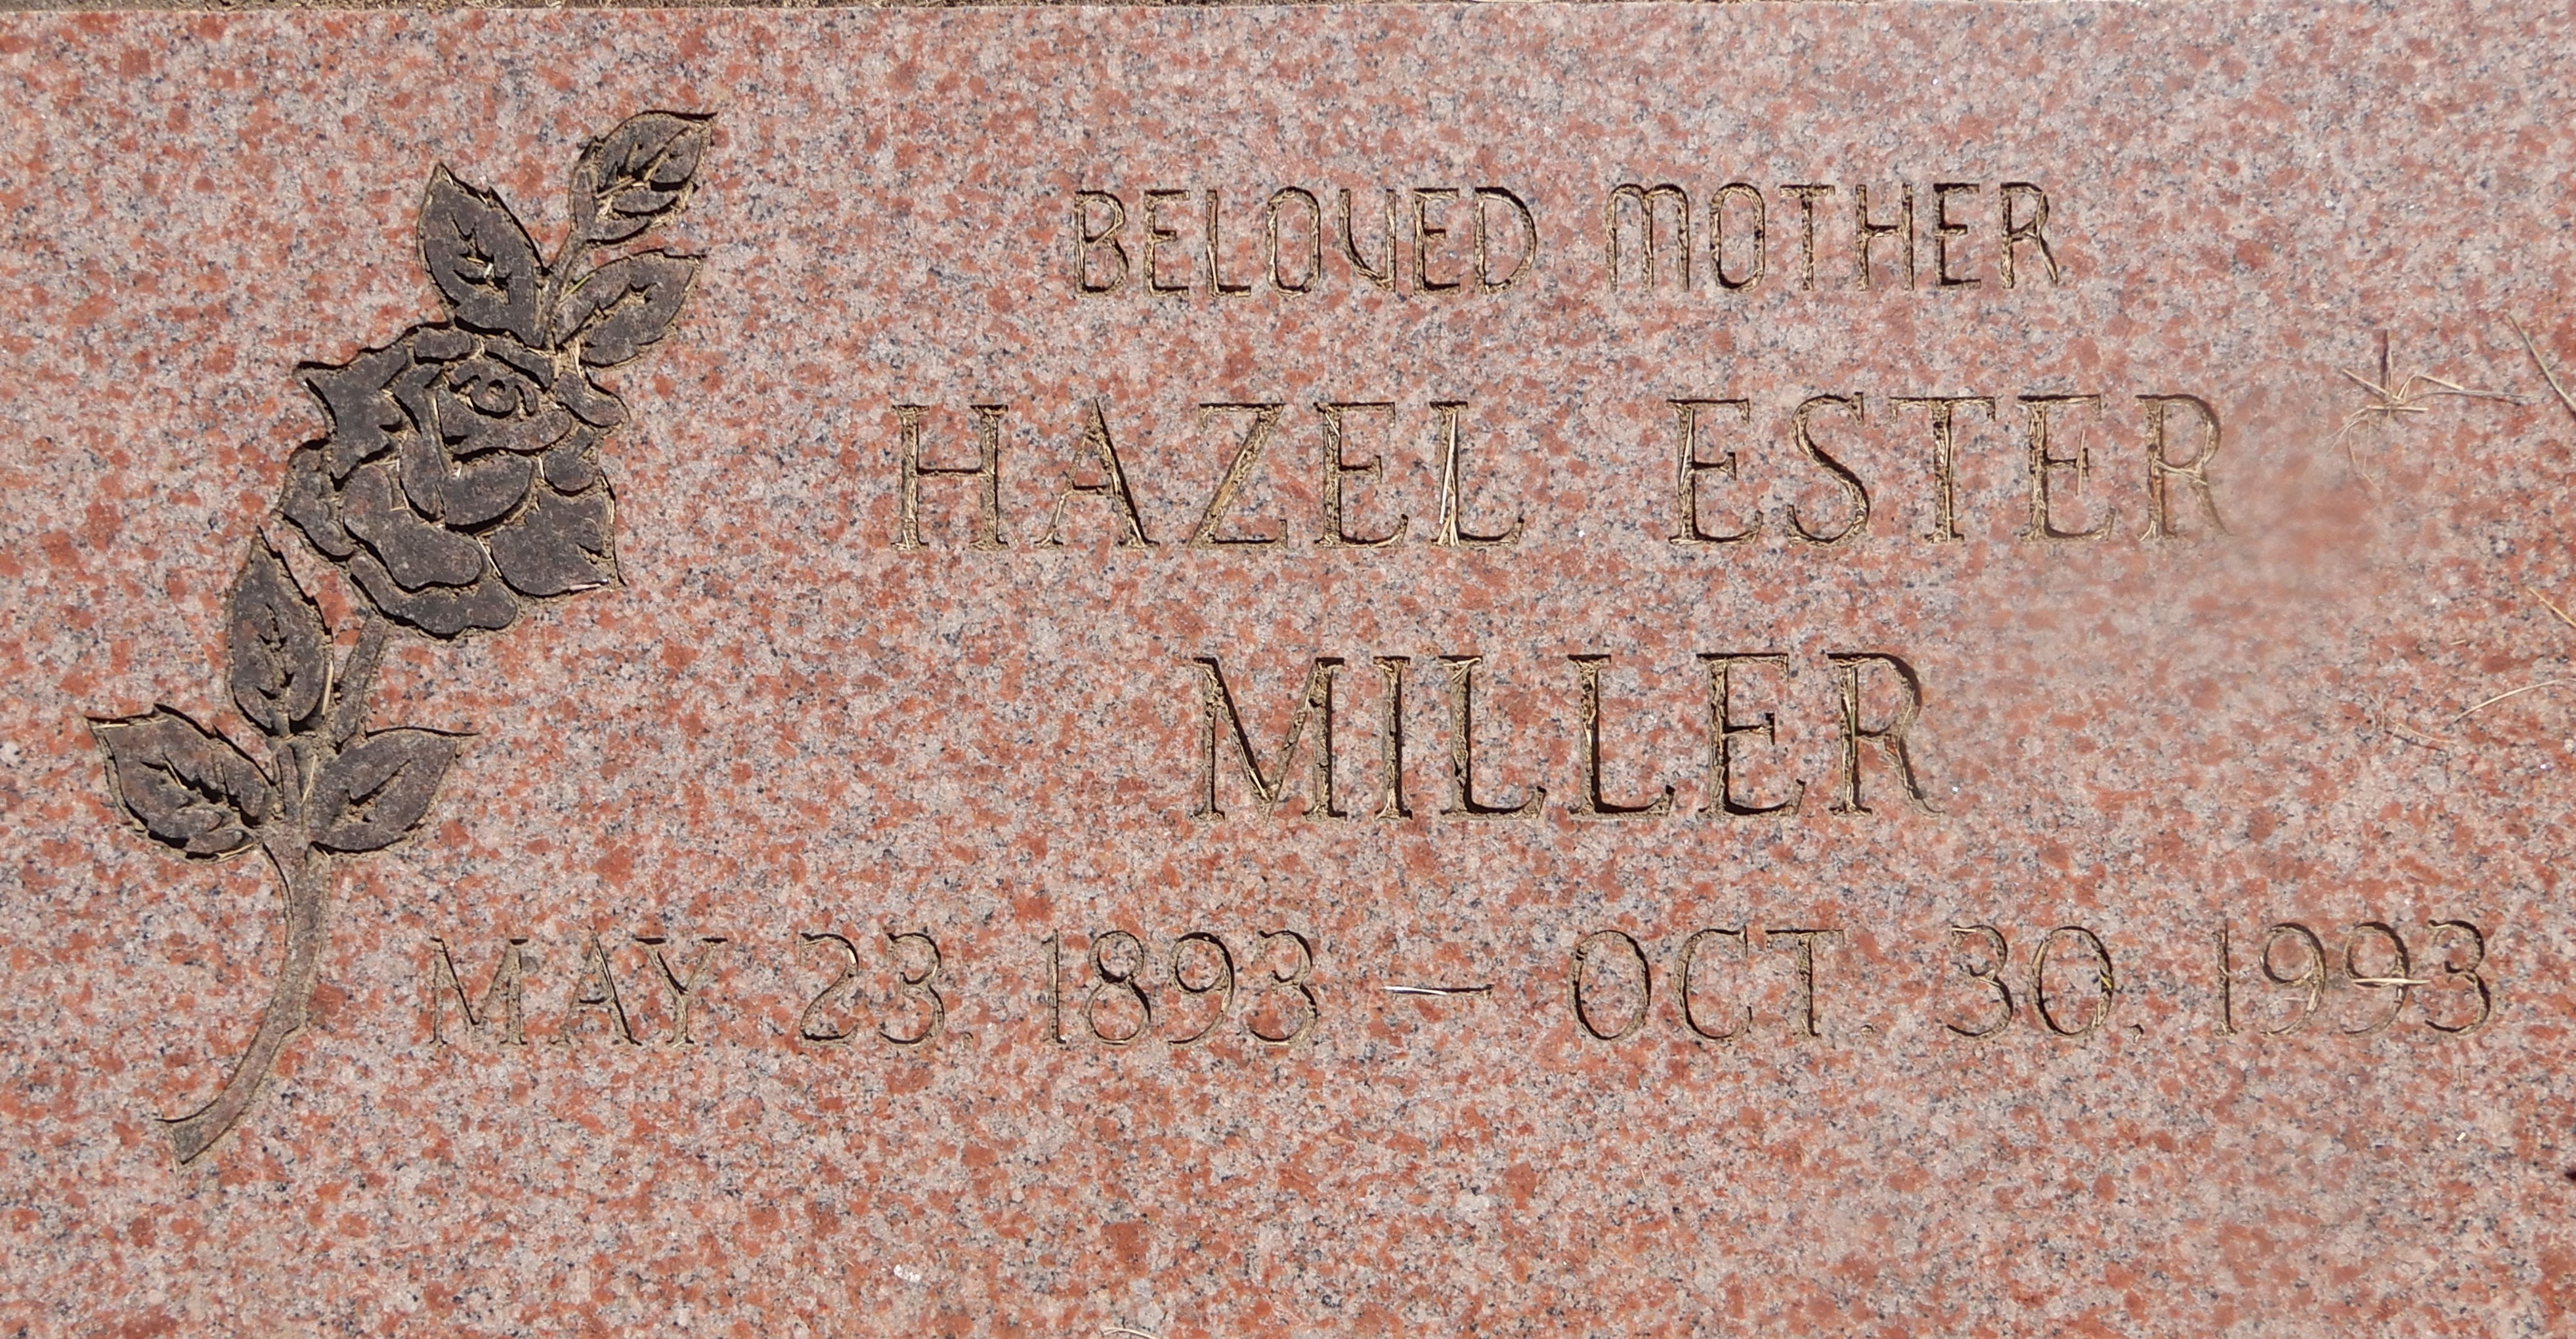 BELOVED MOTHER
HAZEL ESTER
MILLER
MAY 23, 1893 — OCT. 30, 1993